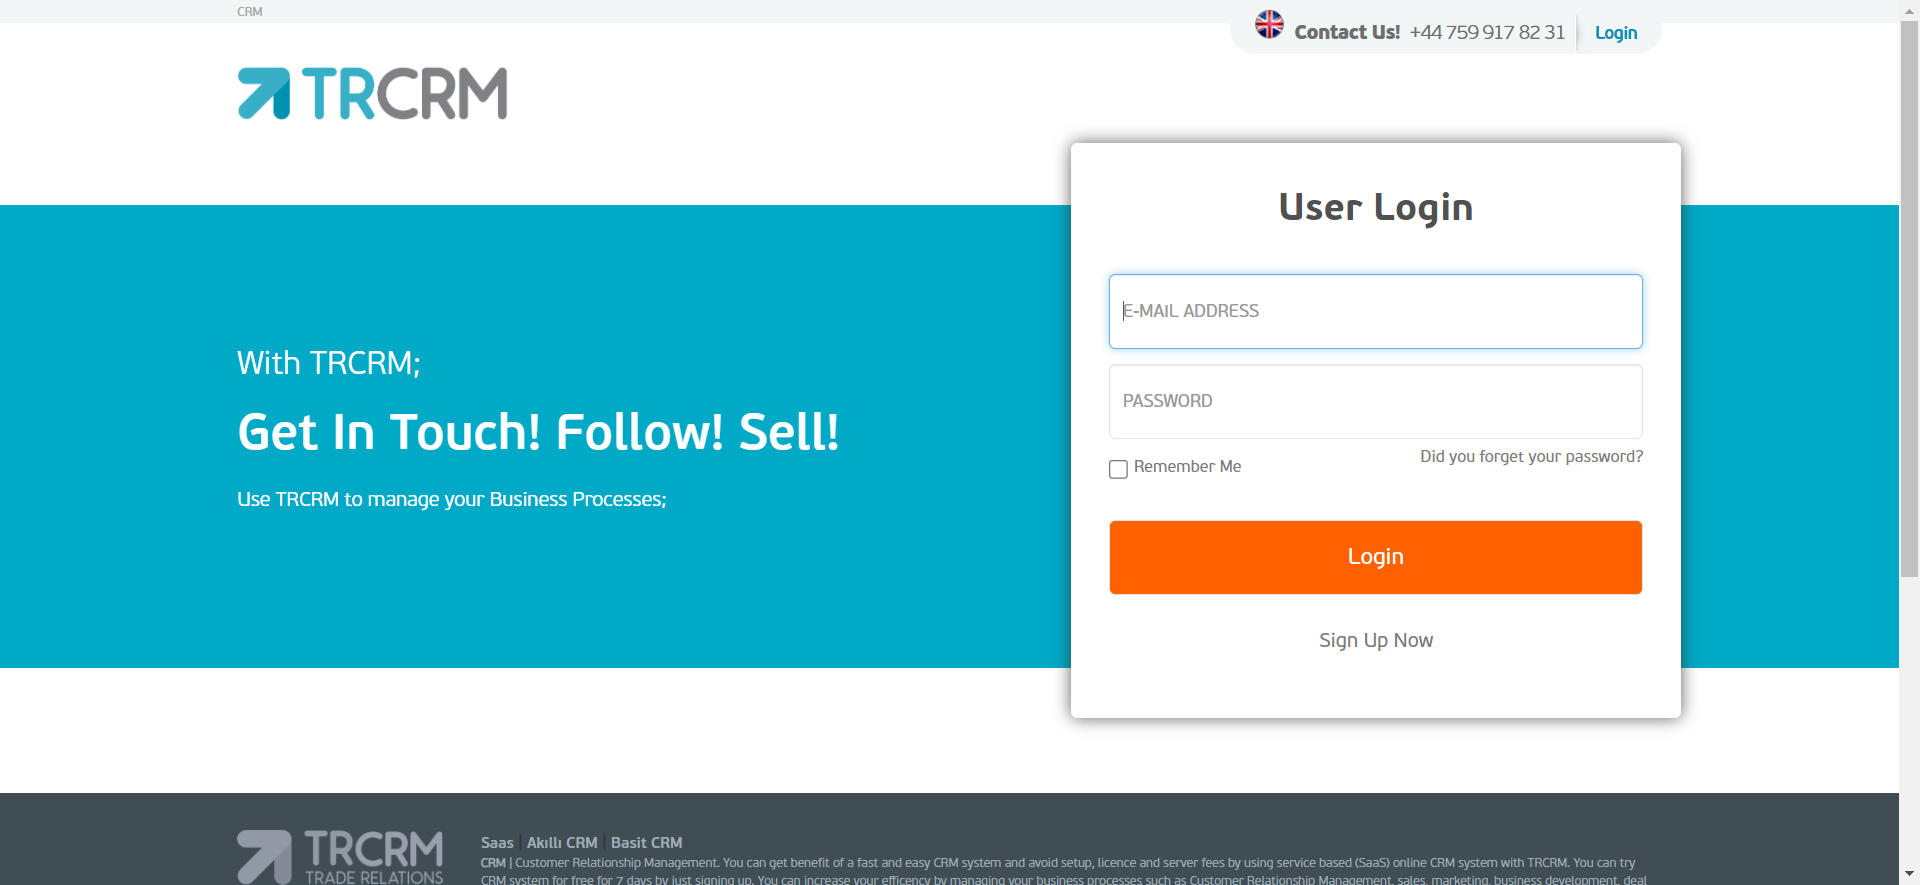 CRM
Contact Us! +44 759 917 82 31
Login
TRCRM
User Login
E-MAIL ADDRESS
PASSWORD
Remember Me
Did you forget your password?
Login
Sign Up Now
With TRCRM;
Get In Touch! Follow! Sell!
Use TRCRM to manage your Business Processes;
TRCRM
TRADE RELATIONS
Saas | Akıllı CRM | Basit CRM
CRM | Customer Relationship Management. You can get benefit of a fast and easy CRM system and avoid setup, licence and server fees by using service based (SaaS) online CRM system with TRCRM. You can try
CRM system for free for 7 days by just signing up. You can increase your efficency by managing your business processes such as Customer Relationship Management, sales, marketing, business development, deal